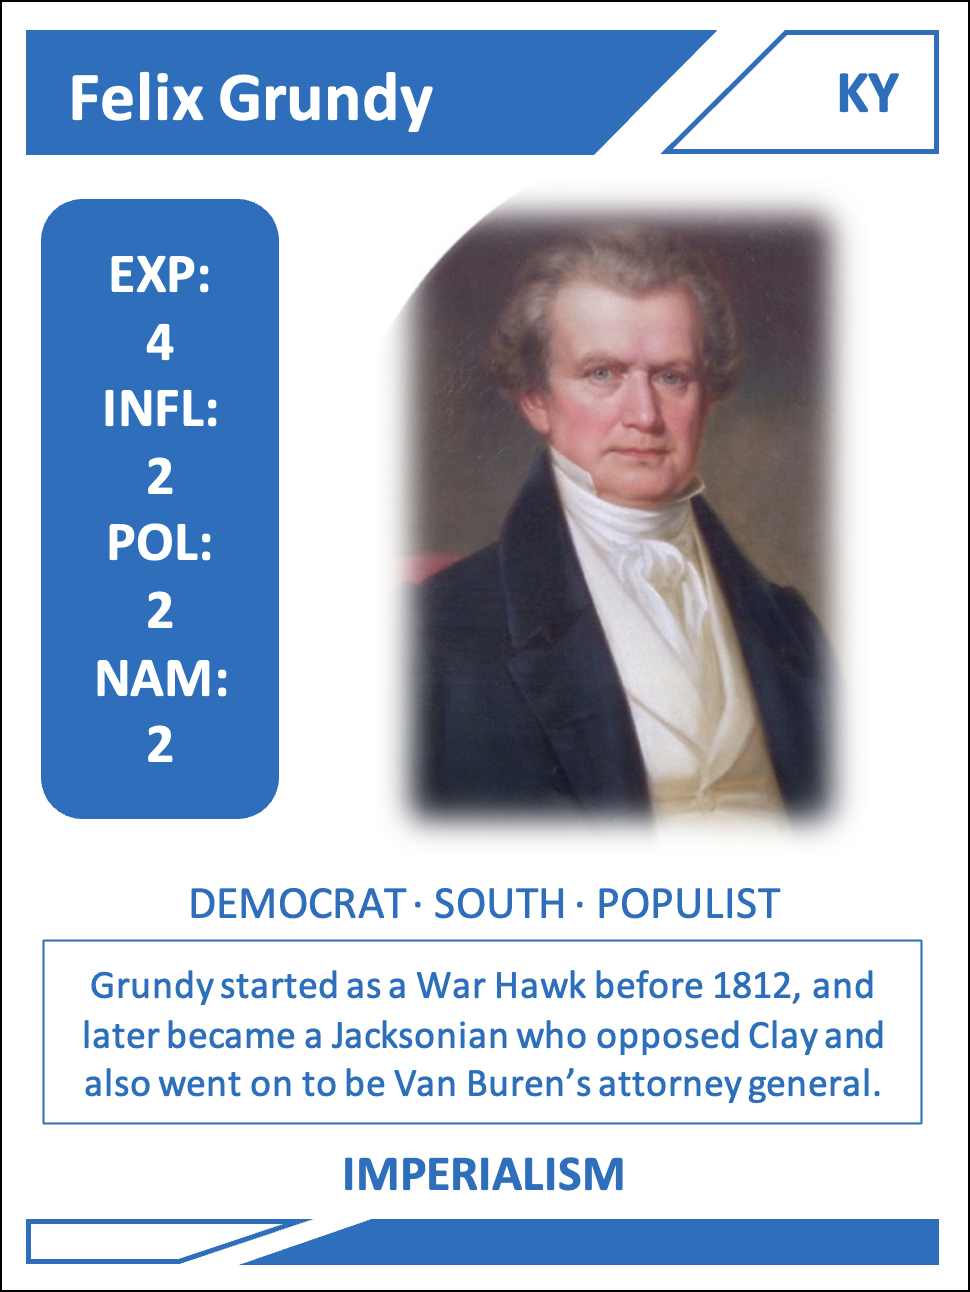 Felix Grundy
KY
EXP:
4
INFL:
2
POL:
2
NAM:
2
DEMOCRAT · SOUTH · POPULIST
Grundy started as a War Hawk before 1812, and
later became a Jacksonian who opposed Clay and
also went on to be Van Buren’s attorney general.
IMPERIALISM